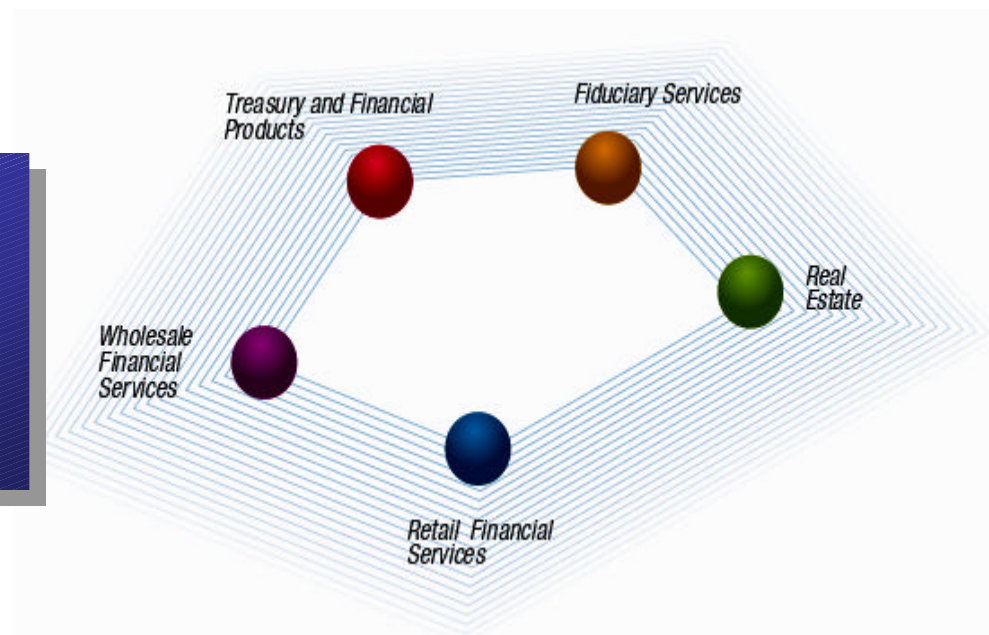 Treasury and Financial
Products
Fiduciary Services
Real
Estate
Wholesale
Financial
Services
Retail Financial
Services